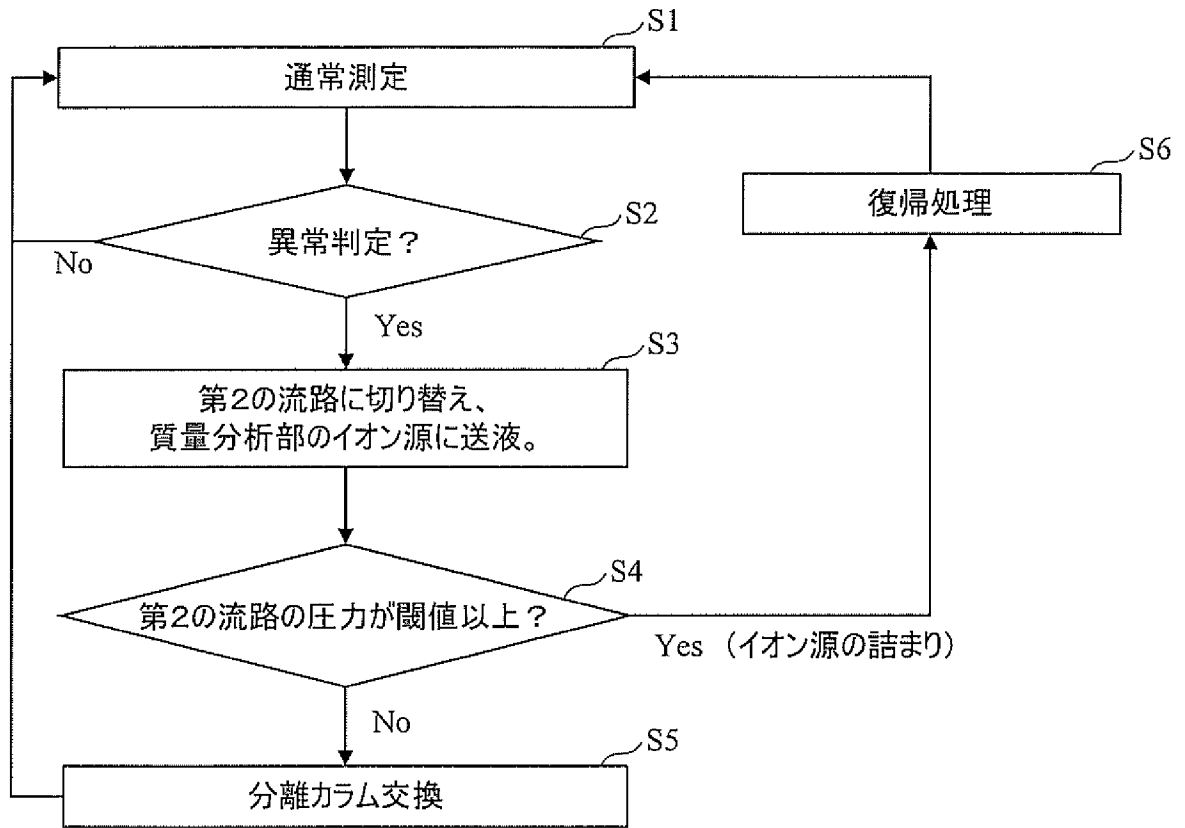 S1
通常測定
S6
復帰処理
S2
異常判定？
No
Yes
S3
第２の流路に切り替え、
質量分析部のイオン源に送液。
S4
第２の流路の圧力が閾値以上？
Yes （イオン源の詰まり）
No
S5
分離カラム交換